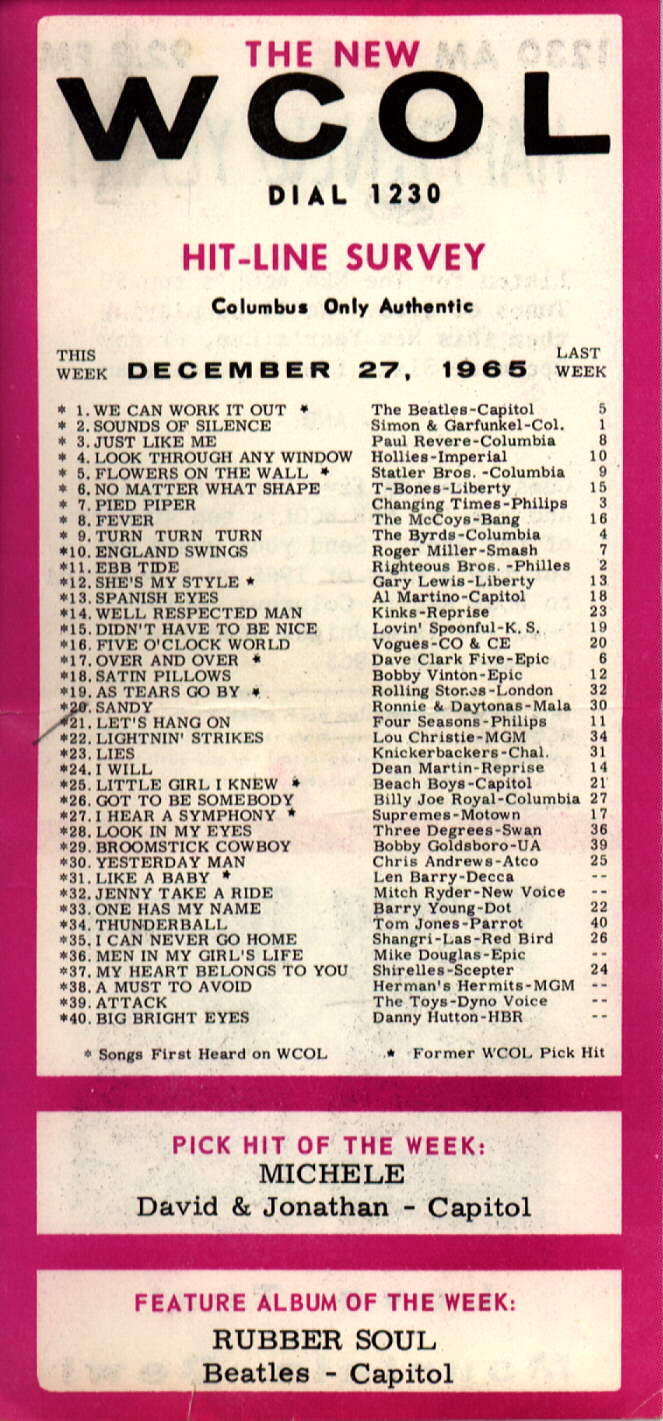 THE NEW
WCOL
DIAL 1230
HIT-LINE SURVEY
Columbus Only Authentic
THIS WEEK DECEMBER 27, 1965 LAST WEEK
* 1. WE CAN WORK IT OUT ★ The Beatles-Capitol 5
* 2. SOUNDS OF SILENCE Simon & Garfunkel-Col. 1
* 3. JUST LIKE ME Paul Revere-Columbia 8
* 4. LOOK THROUGH ANY WINDOW Hollies-Imperial 10
* 5. FLOWERS ON THE WALL ★ Statler Bros. -Columbia 9
* 6. NO MATTER WHAT SHAPE T-Bones-Liberty 15
* 7. PIED PIPER Changing Times-Philips 3
* 8. FEVER The McCoys-Bang 16
* 9. TURN TURN TURN The Byrds-Columbia 4
*10. ENGLAND SWINGS Roger Miller-Smash 7
*11. EBB TIDE Righteous Bros. -Philles 2
*12. SHE'S MY STYLE ★ Gary Lewis-Liberty 13
*13. SPANISH EYES Al Martino-Capitol 18
*14. WELL RESPECTED MAN Kinks-Reprise 23
*15. DIDN'T HAVE TO BE NICE Lovin' Spoonful-K. S. 19
*16. FIVE O'CLOCK WORLD Vogues-CO & CE 20
*17. OVER AND OVER ★ Dave Clark Five-Epic 6
*18. SATIN PILLOWS Bobby Vinton-Epic 12
*19. AS TEARS GO BY ★ Rolling Stones-London 32
*20. SANDY Ronnie & Daytonas-Mala 30
*21. LET'S HANG ON Four Seasons-Philips 11
*22. LIGHTNIN' STRIKES Lou Christie-MGM 34
*23. LIES Knickerbackers-Chal. 31
*24. I WILL Dean Martin-Reprise 14
*25. LITTLE GIRL I KNEW ★ Beach Boys-Capitol 21
*26. GOT TO BE SOMEBODY Billy Joe Royal-Columbia 27
*27. I HEAR A SYMPHONY ★ Supremes-Motown 17
*28. LOOK IN MY EYES Three Degrees-Swan 36
*29. BROOMSTICK COWBOY Bobby Goldsboro-UA 39
*30. YESTERDAY MAN Chris Andrews-Atco 25
*31. LIKE A BABY ★ Len Barry-Decca --
*32. JENNY TAKE A RIDE Mitch Ryder-New Voice --
*33. ONE HAS MY NAME Barry Young-Dot 22
*34. THUNDERBALL Tom Jones-Parrot 40
*35. I CAN NEVER GO HOME Shangri-Las-Red Bird 26
*36. MEN IN MY GIRL'S LIFE Mike Douglas-Epic --
*37. MY HEART BELONGS TO YOU Shirelles-Scepter 24
*38. A MUST TO AVOID Herman's Hermits-MGM --
*39. ATTACK The Toys-Dyno Voice --
*40. BIG BRIGHT EYES Danny Hutton-HBR --
* Songs First Heard on WCOL ★ Former WCOL Pick Hit
PICK HIT OF THE WEEK:
MICHELE
David & Jonathan - Capitol
FEATURE ALBUM OF THE WEEK:
RUBBER SOUL
Beatles - Capitol